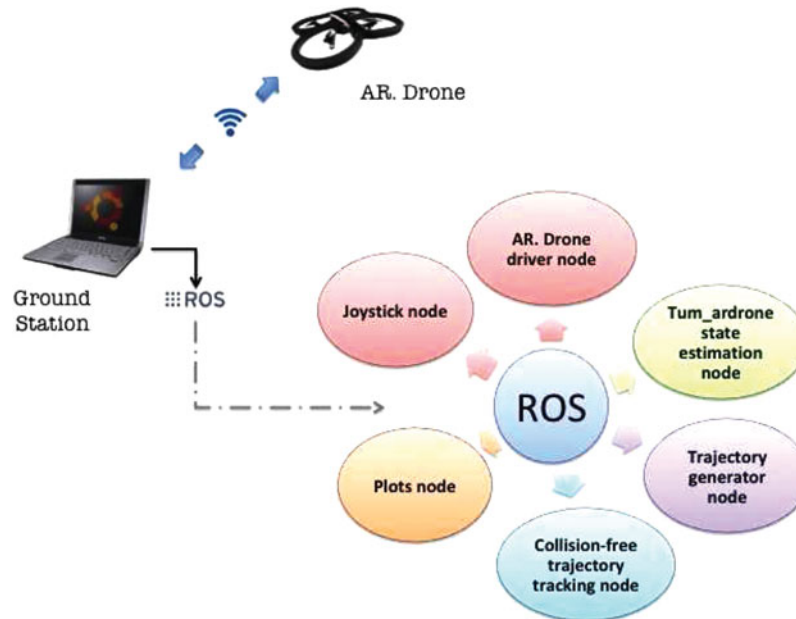 AR. Drone
Ground
Station
ROS
AR. Drone
driver node
Joystick node
Tum_ardrone
state
estimation
node
ROS
Plots node
Trajectory
generator
node
Collision-free
trajectory
tracking node